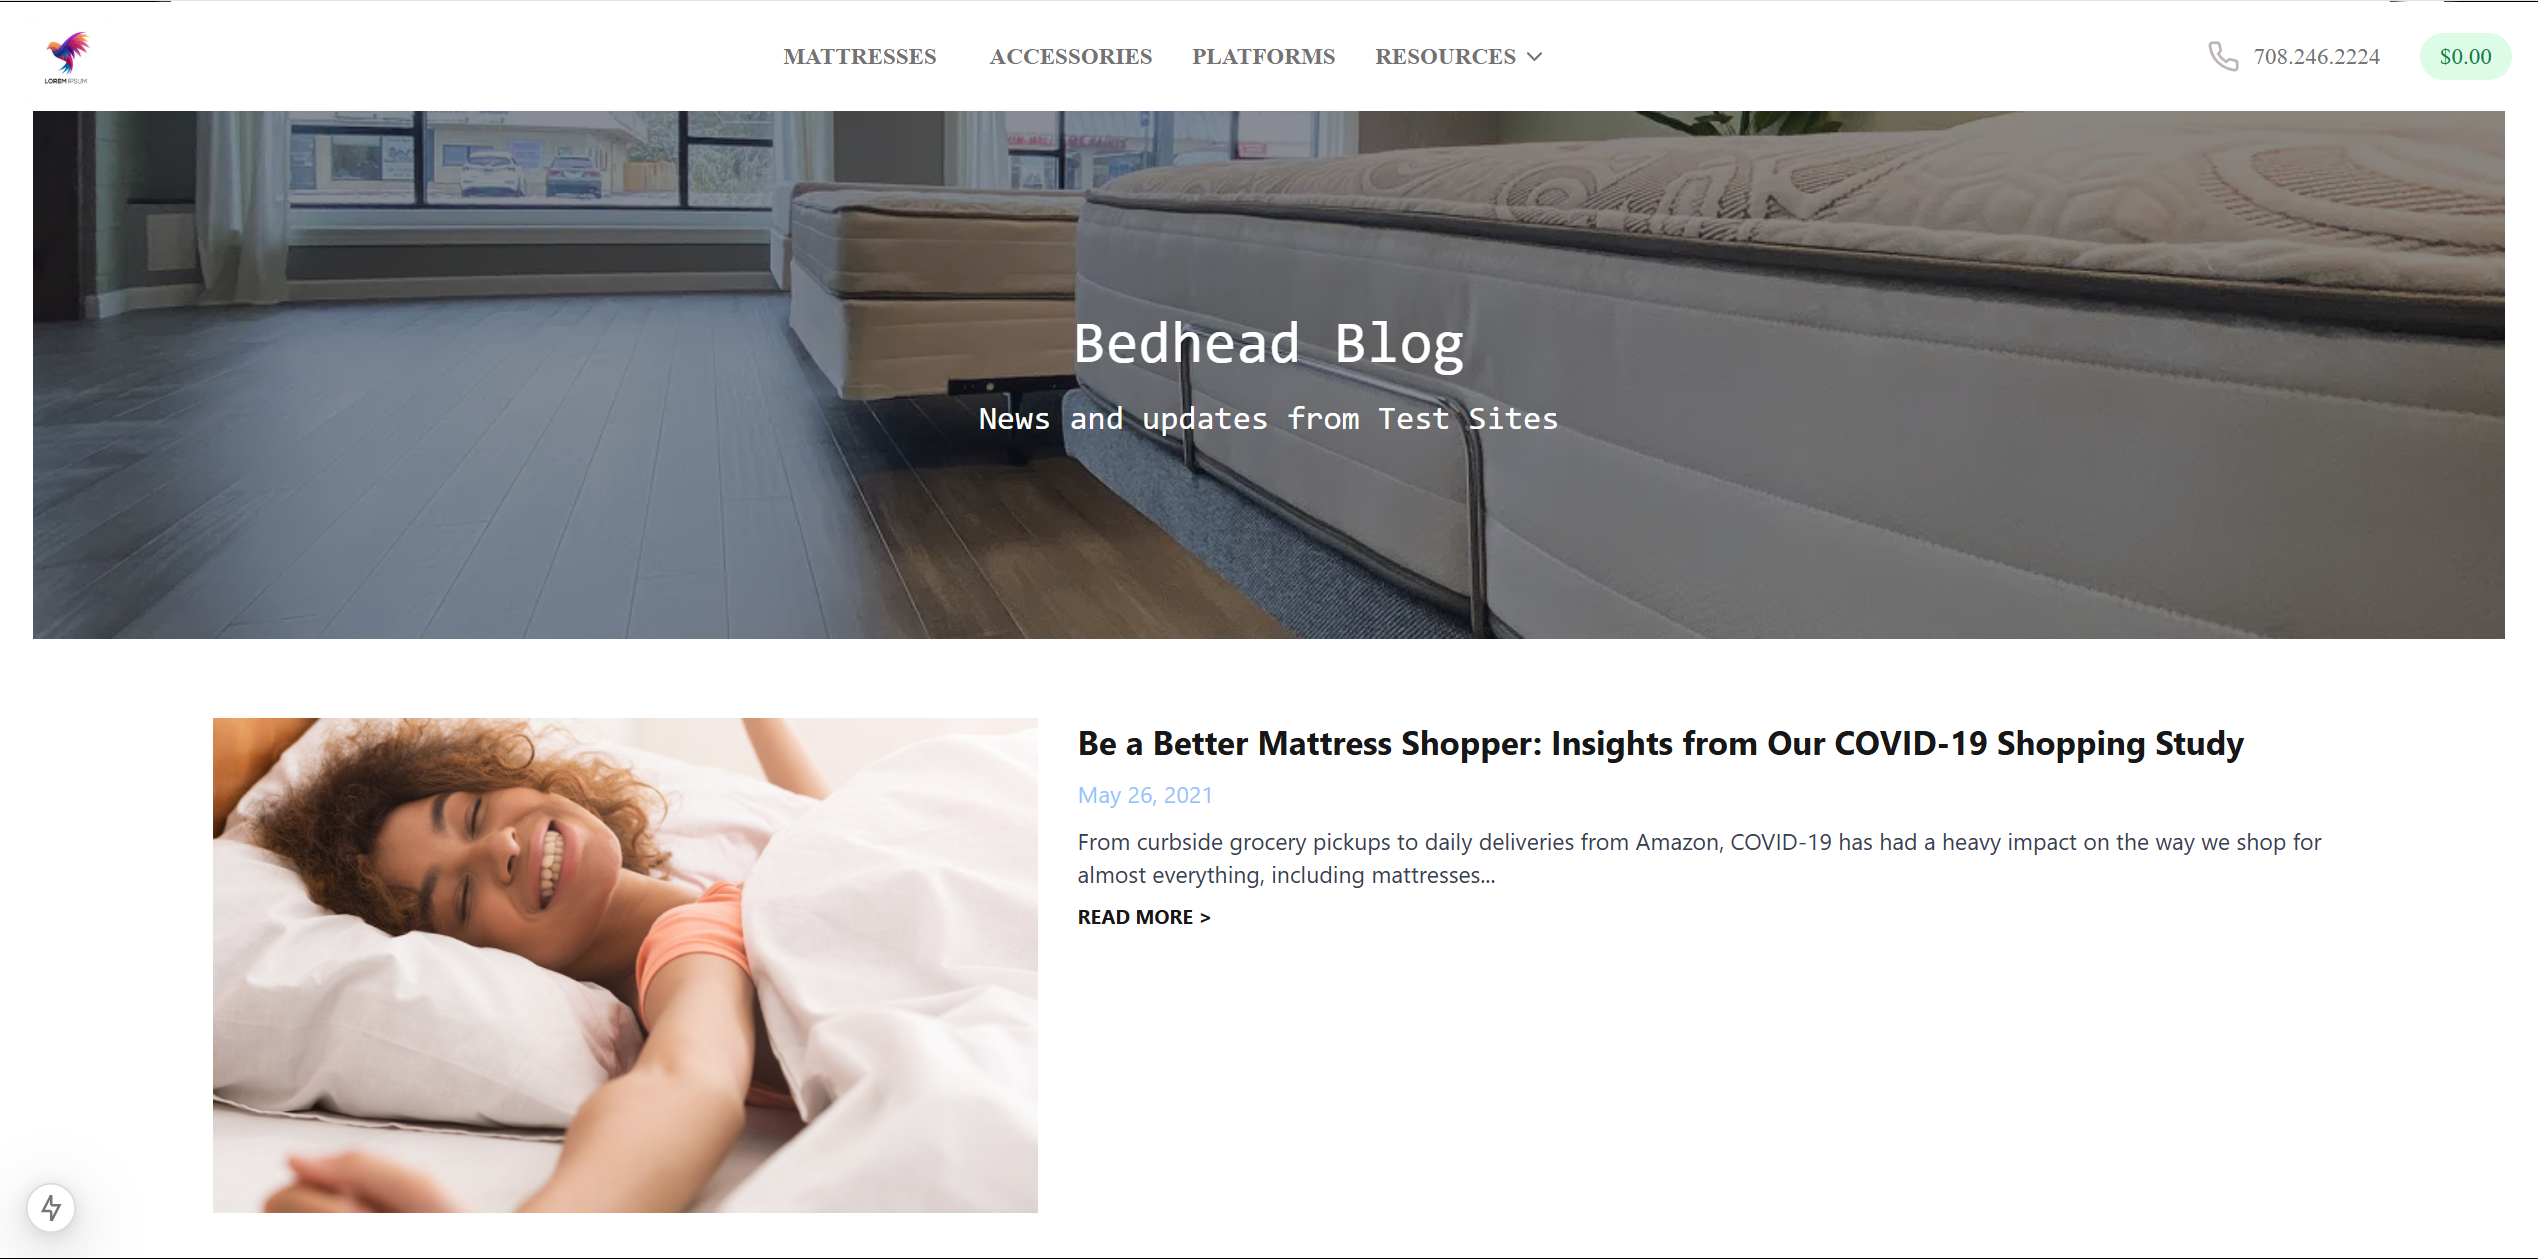 LOREM IPSUM
MATTRESSES
ACCESSORIES
PLATFORMS
RESOURCES
708.246.2224
$0.00
Bedhead Blog
News and updates from Test Sites
Be a Better Mattress Shopper: Insights from Our COVID-19 Shopping Study
May 26, 2021
From curbside grocery pickups to daily deliveries from Amazon, COVID-19 has had a heavy impact on the way we shop for
almost everything, including mattresses...
READ MORE >